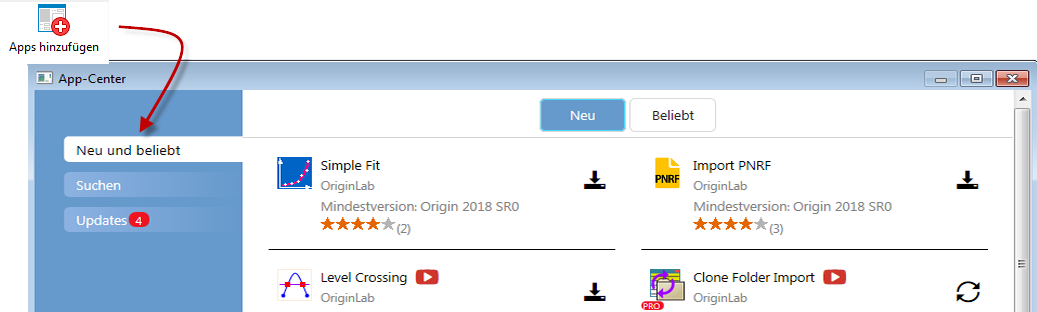 Apps hinzufügen
App-Center
Neu und beliebt
Suchen
Updates 4
Neu
Beliebt
Simple Fit
OriginLab
Mindestversion: Origin 2018 SR0
(2)
PNRF
Import PNRF
OriginLab
Mindestversion: Origin 2018 SR0
(3)
Level Crossing
OriginLab
PRO
Clone Folder Import
OriginLab